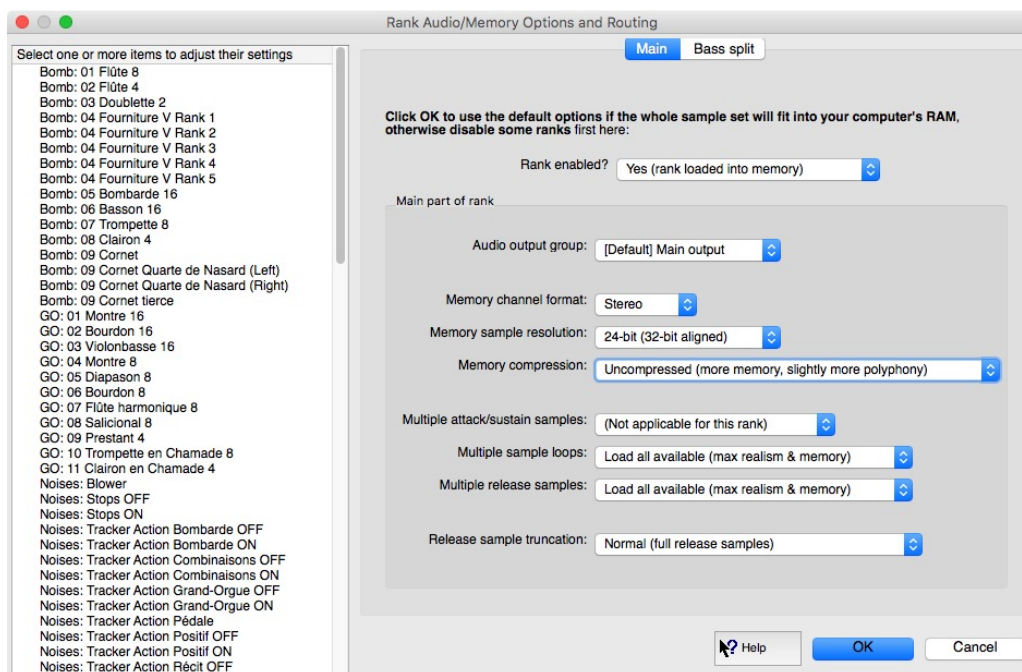 Rank Audio/Memory Options and Routing
Select one or more items to adjust their settings
Bomb: 01 Flûte 8
Bomb: 02 Flûte 4
Bomb: 03 Doublette 2
Bomb: 04 Fourniture V Rank 1
Bomb: 04 Fourniture V Rank 2
Bomb: 04 Fourniture V Rank 3
Bomb: 04 Fourniture V Rank 4
Bomb: 04 Fourniture V Rank 5
Bomb: 05 Bombarde 16
Bomb: 06 Basson 16
Bomb: 07 Trompette 8
Bomb: 08 Clairon 4
Bomb: 09 Cornet
Bomb: 09 Cornet Quarte de Nasard (Left)
Bomb: 09 Cornet Quarte de Nasard (Right)
Bomb: 09 Cornet tierce
GO: 01 Montre 16
GO: 02 Bourdon 16
GO: 03 Violonbasse 16
GO: 04 Montre 8
GO: 05 Diapason 8
GO: 06 Bourdon 8
GO: 07 Flûte harmonique 8
GO: 08 Salicional 8
GO: 09 Prestant 4
GO: 10 Trompette en Chamade 8
GO: 11 Clairon en Chamade 4
Noises: Blower
Noises: Stops OFF
Noises: Stops ON
Noises: Tracker Action Bombarde OFF
Noises: Tracker Action Bombarde ON
Noises: Tracker Action Combinaisons OFF
Noises: Tracker Action Combinaisons ON
Noises: Tracker Action Grand-Orgue OFF
Noises: Tracker Action Grand-Orgue ON
Noises: Tracker Action Pédale
Noises: Tracker Action Positif OFF
Noises: Tracker Action Positif ON
Noises: Tracker Action Récit OFF
Main Bass split
Click OK to use the default options if the whole sample set will fit into your computer's RAM,
otherwise disable some ranks first here:
Rank enabled? Yes (rank loaded into memory)
Main part of rank
Audio output group: [Default] Main output
Memory channel format: Stereo
Memory sample resolution: 24-bit (32-bit aligned)
Memory compression: Uncompressed (more memory, slightly more polyphony)
Multiple attack/sustain samples: (Not applicable for this rank)
Multiple sample loops: Load all available (max realism & memory)
Multiple release samples: Load all available (max realism & memory)
Release sample truncation: Normal (full release samples)
? Help OK Cancel